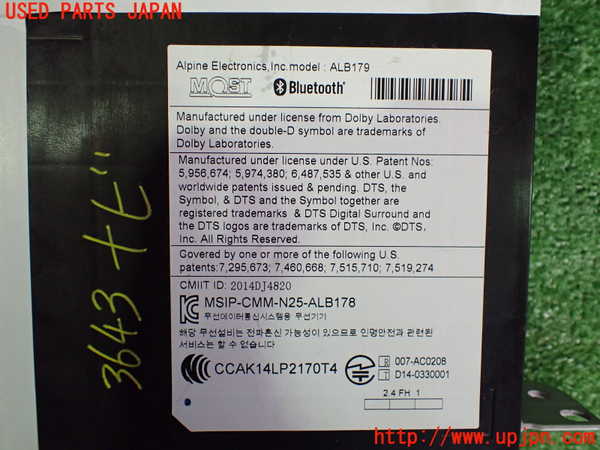 USED PARTS JAPAN
Alpine Electronics,Inc.model : ALB179
MOST
Bluetooth®
Manufactured under license from Dolby Laboratories.
Dolby and the double-D symbol are trademarks of
Dolby Laboratories.
Manufactured under license under U.S. Patent Nos:
5,956,674; 5,974,380; 6,487,535 & other U.S. and
worldwide patents issued & pending. DTS, the
Symbol, & DTS and the Symbol together are
registered trademarks & DTS Digital Surround and
the DTS logos are trademarks of DTS, Inc. ©DTS,
Inc. All Rights Reserved.
Covered by one or more of the following U.S.
patents:7,295,673; 7,460,668; 7,515,710; 7,519,274
CMIIT ID: 2014DJ4820
MSIP-CMM-N25-ALB178
무선데이터통신시스템용 무선기기
해당 무선설비는 전파혼신 가능성이 있으므로 인명안전과 관련된
서비스는 할 수 없음
CCAK14LP2170T4
R 007-AC0208
T D14-0330001
2.4 FH 1
3643 ナビ
http://www.upjpn.com/